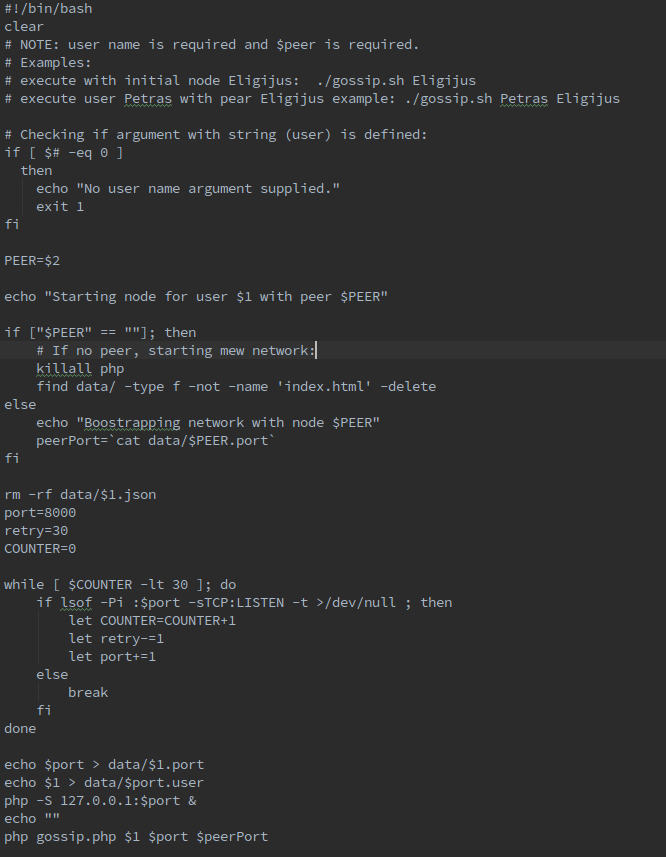 #!/bin/bash
clear
# NOTE: user name is required and $peer is required.
# Examples:
# execute with initial node Eligijus:  ./gossip.sh Eligijus
# execute user Petras with pear Eligijus example: ./gossip.sh Petras Eligijus

# Checking if argument with string (user) is defined:
if [ $# -eq 0 ]
  then
    echo "No user name argument supplied."
    exit 1
fi

PEER=$2

echo "Starting node for user $1 with peer $PEER"

if ["$PEER" == ""]; then
    # If no peer, starting mew network:
    killall php
    find data/ -type f -not -name 'index.html' -delete
else
    echo "Boostrapping network with node $PEER"
    peerPort=`cat data/$PEER.port`
fi

rm -rf data/$1.json
port=8000
retry=30
COUNTER=0

while [ $COUNTER -lt 30 ]; do
    if lsof -Pi :$port -sTCP:LISTEN -t >/dev/null ; then
        let COUNTER=COUNTER+1
        let retry-=1
        let port+=1
    else
        break
    fi
done

echo $port > data/$1.port
echo $1 > data/$port.user
php -S 127.0.0.1:$port &
echo ""
php gossip.php $1 $port $peerPort